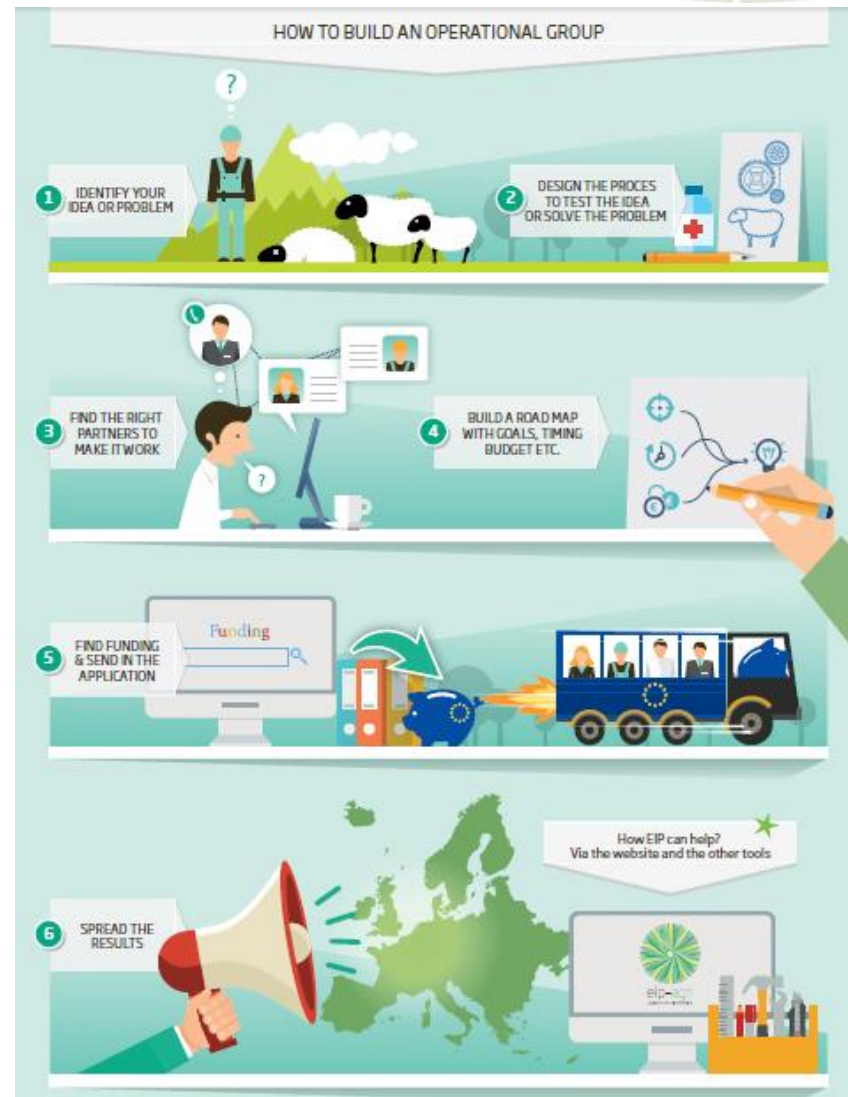 HOW TO BUILD AN OPERATIONAL GROUP
?
1
IDENTIFY YOUR
IDEA OR PROBLEM
2
DESIGN THE PROCES
TO TEST THE IDEA
OR SOLVE THE PROBLEM
3
FIND THE RIGHT
PARTNERS TO
MAKE IT WORK
?
4
BUILD A ROAD MAP
WITH GOALS, TIMING
BUDGET ETC.
€
5
FIND FUNDING
& SEND IN THE
APPLICATION
Funding
6
SPREAD THE
RESULTS
How EIP can help?
Via the website and the other tools
eip-agri